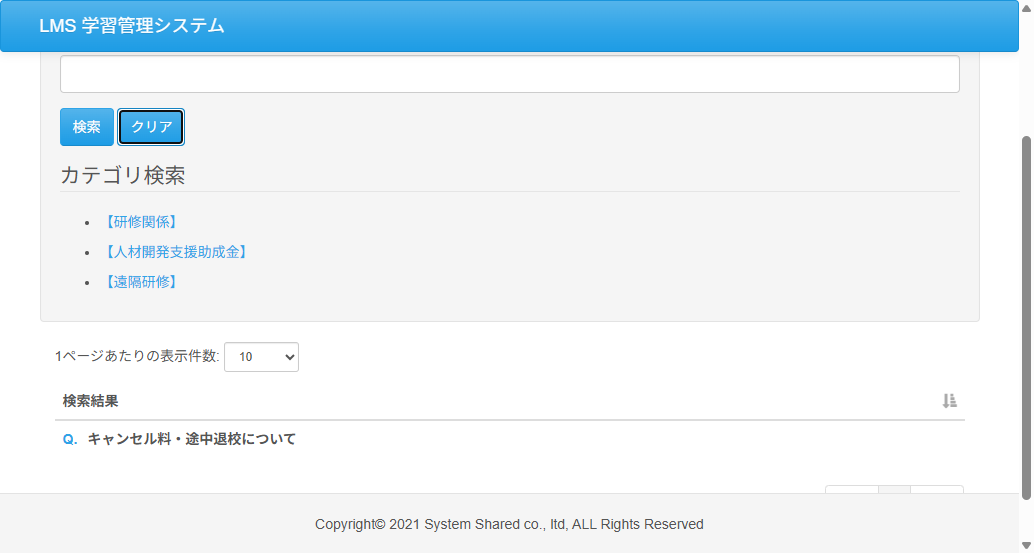 LMS 学習管理システム
検索 クリア
カテゴリ検索
【研修関係】
【人材開発支援助成金】
【遠隔研修】
1ページあたりの表示件数: 10
検索結果
Q. キャンセル料・途中退校について
Copyright© 2021 System Shared co., ltd, ALL Rights Reserved